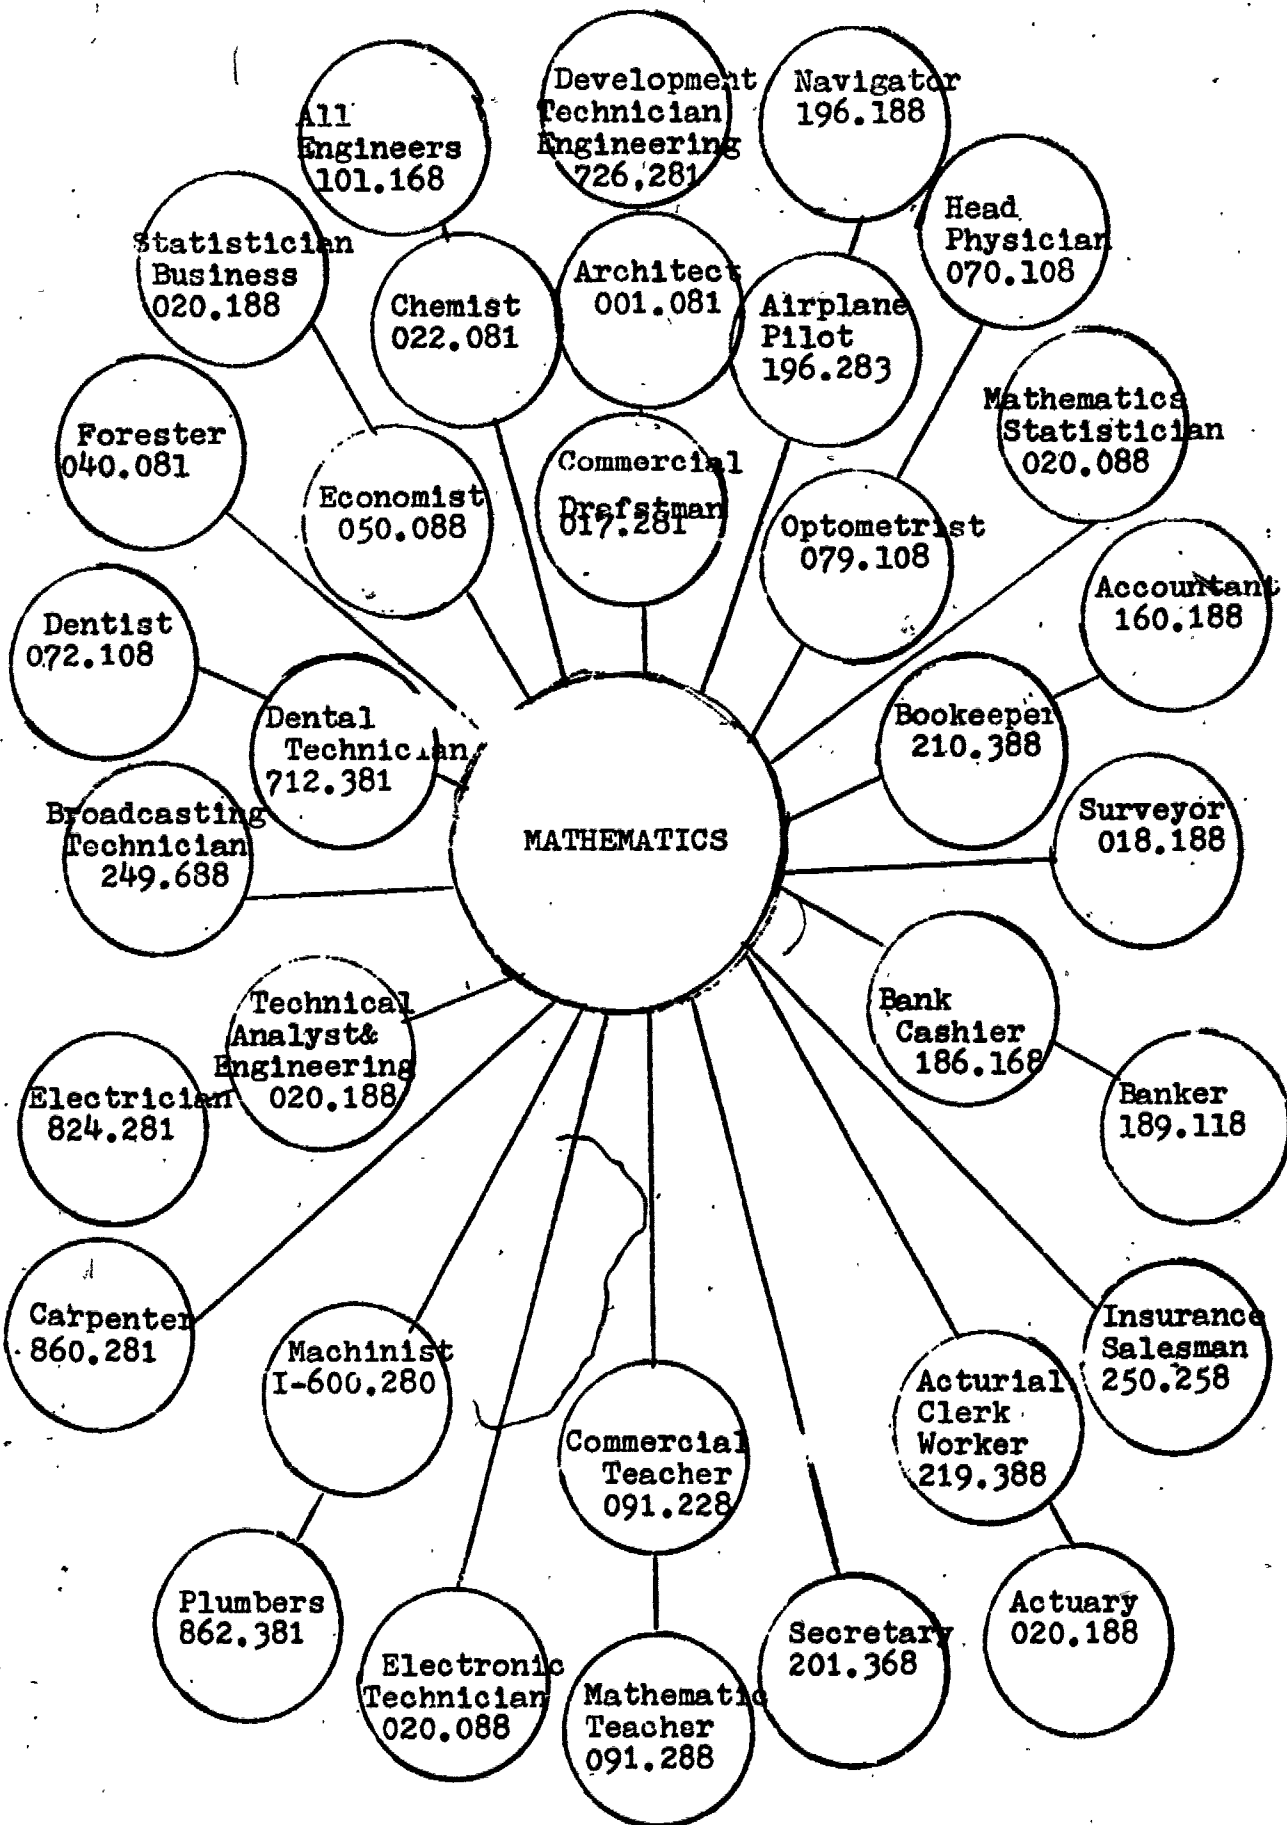 All
Engineers
101.168
Development
Technician
Engineering
726,281
Navigator
196.188
Head
Physician
070.108
Statistician
Business
020.188
Chemist
022.081
Architect
001.081
Airplane
Pilot
196.283
Mathematics
Statistician
020.088
Forester
040.081
Economist
050.088
Commercial
Drafstman
017.281
Optometrist
079.108
Accountant
160.188
Dentist
072.108
Dental
Technician
712.381
Bookeeper
210.388
Broadcasting
Technician
249.688
MATHEMATICS
Surveyor
018.188
Technical
Analyst&
Engineering
020.188
Bank
Cashier
186.168
Electrician
824.281
Banker
189.118
Carpenter
860.281
Machinist
I-600.280
Commercial
Teacher
091.228
Acturial
Clerk
Worker
219.388
Insurance
Salesman
250.258
Plumbers
862.381
Electronic
Technician
020.088
Mathematic
Teacher
091.288
Secretary
201.368
Actuary
020.188